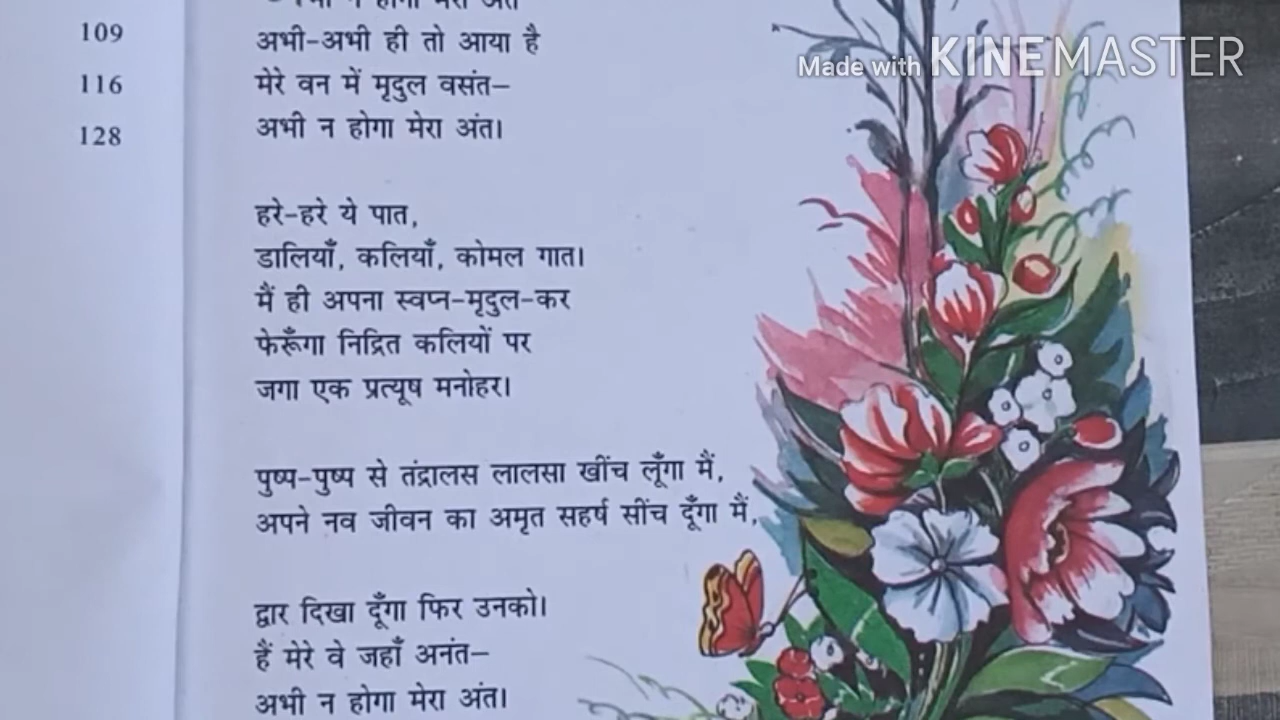 न होगा मेरा अंत
109
अभी-अभी ही तो आया है
116
मेरे वन में मृदुल वसंत–
128
अभी न होगा मेरा अंत।
हरे-हरे ये पात,
डालियाँ, कलियाँ, कोमल गात।
मैं ही अपना स्वप्न-मृदुल-कर
फेरूँगा निद्रित कलियों पर
जगा एक प्रत्यूष मनोहर।
पुष्प-पुष्प से तंद्रालस लालसा खींच लूँगा मैं,
अपने नव जीवन का अमृत सहर्ष सींच दूँगा मैं,
द्वार दिखा दूँगा फिर उनको।
हैं मेरे वे जहाँ अनंत–
अभी न होगा मेरा अंत।
Made with KINEMASTER